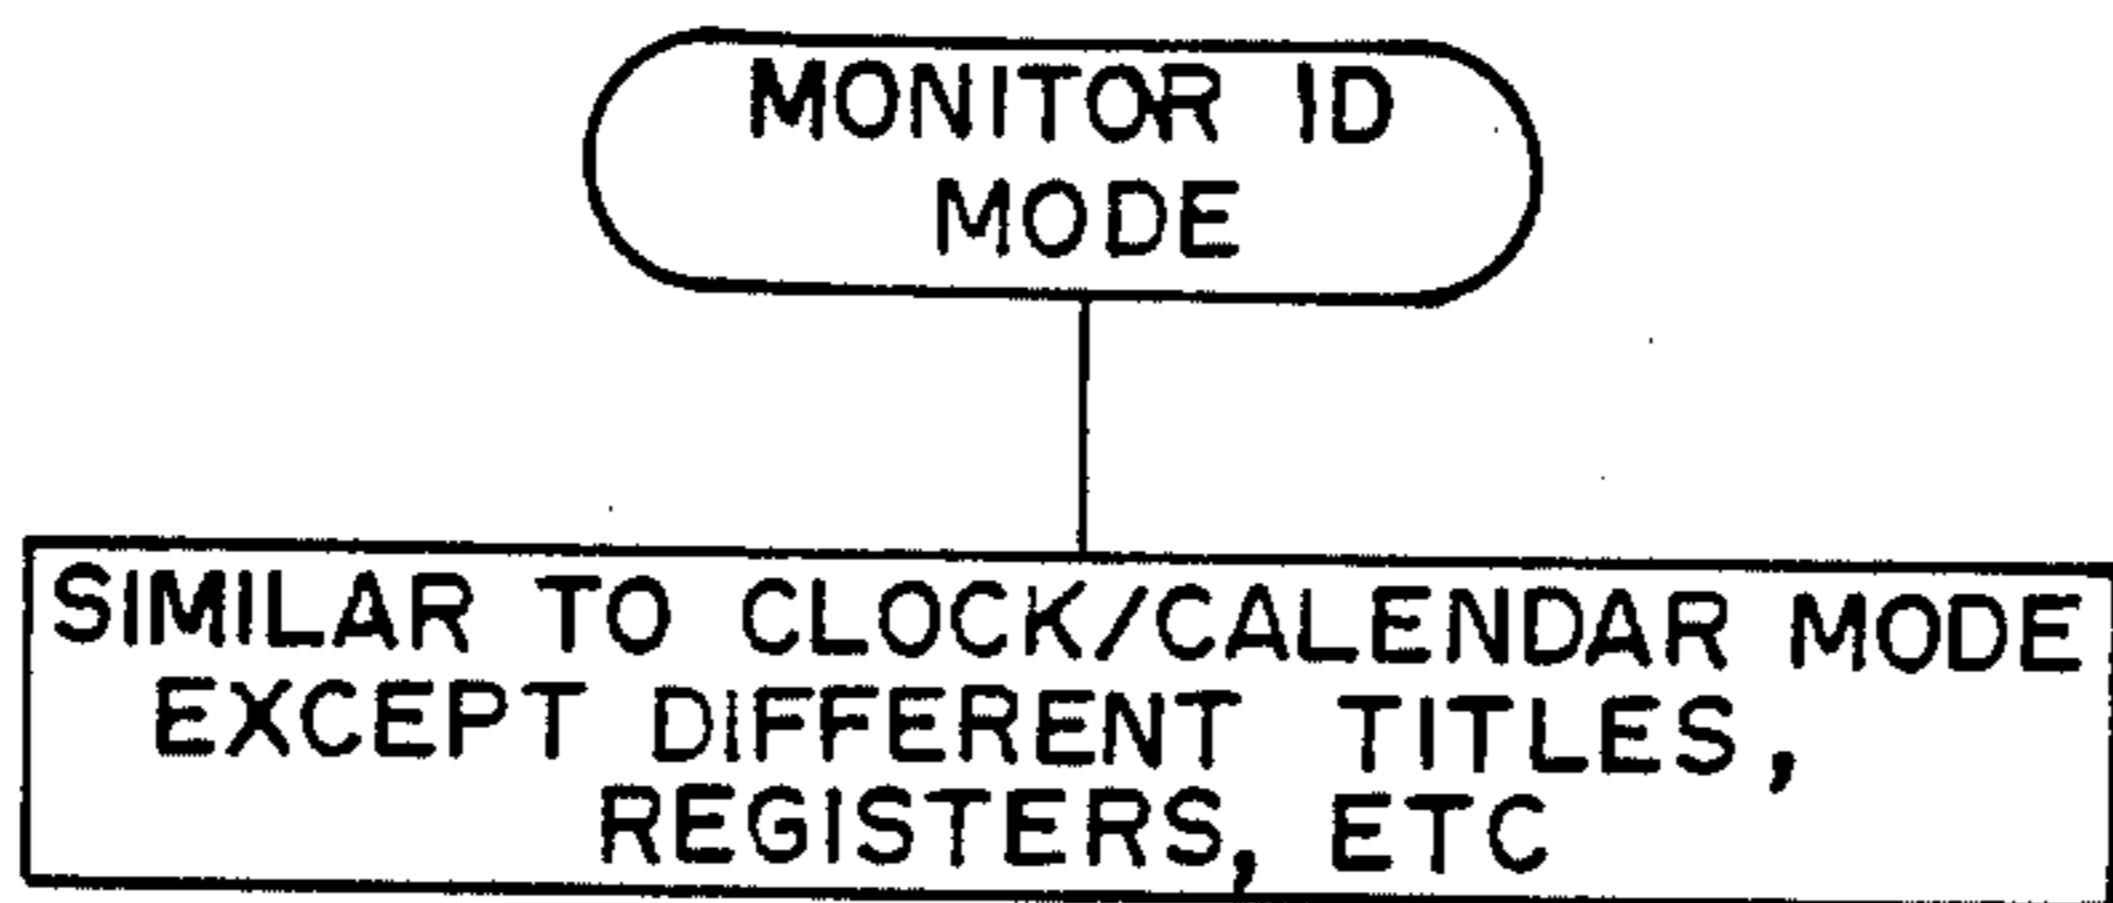 MONITOR ID
MODE
SIMILAR TO CLOCK/CALENDAR MODE
EXCEPT DIFFERENT TITLES,
REGISTERS, ETC